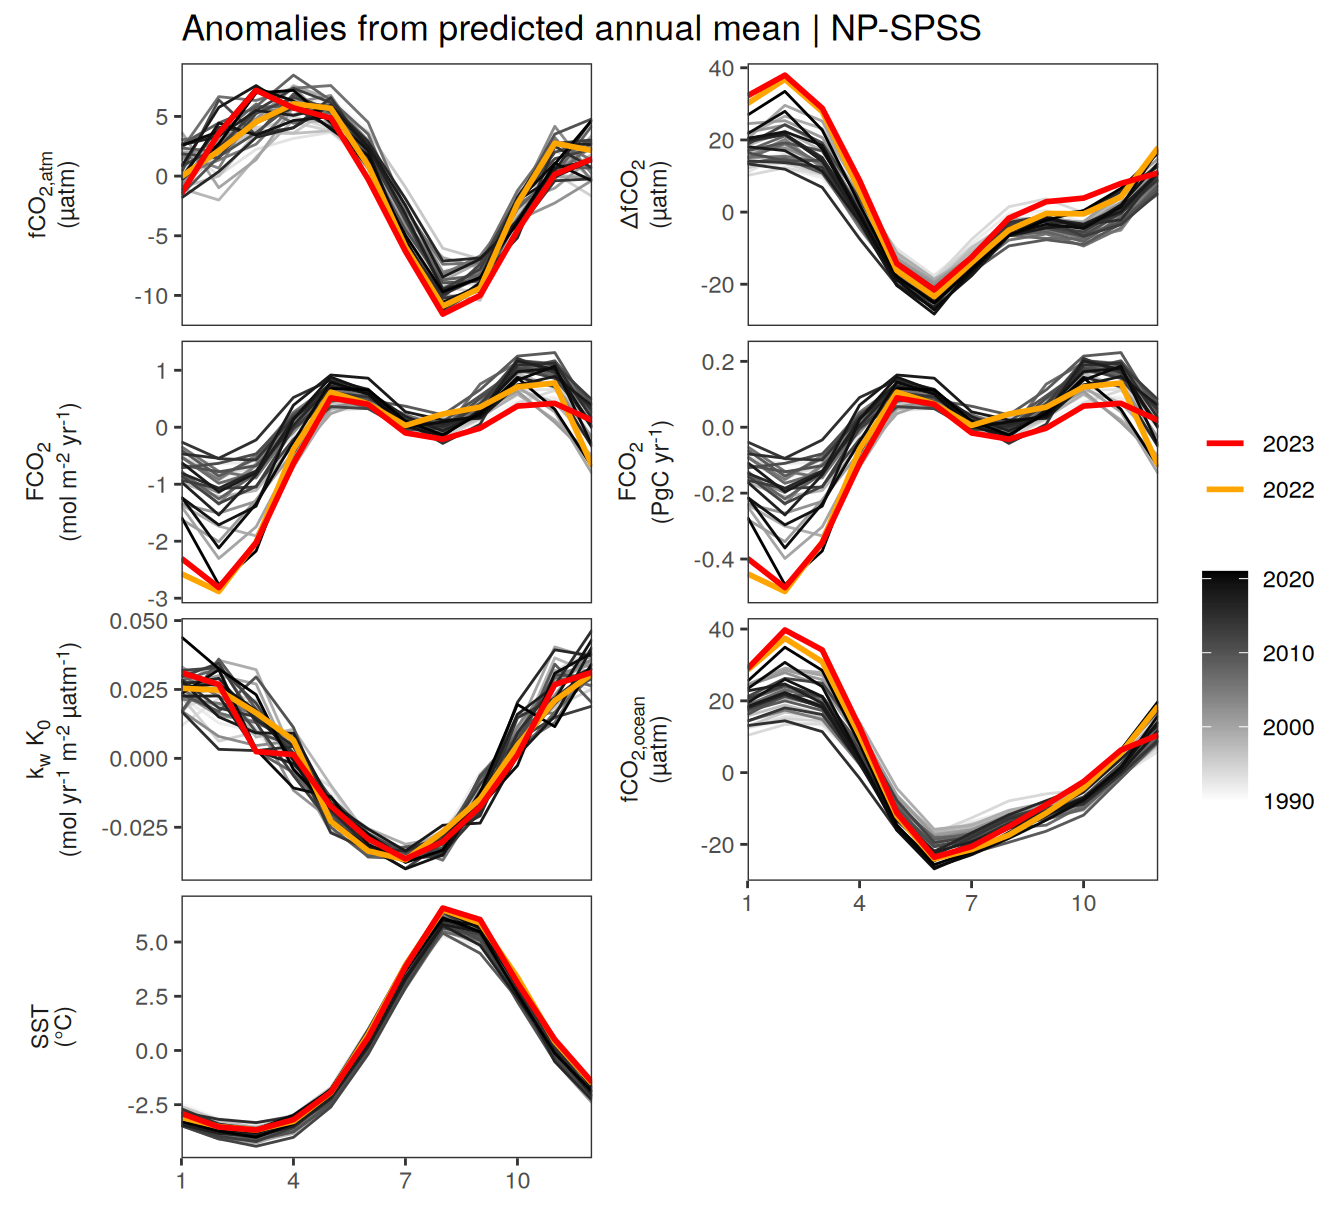 Anomalies from predicted annual mean | NP-SPSS
fCO2,atm
(µatm)
5
0
-5
-10
ΔfCO2
(µatm)
40
20
0
-20
FCO2
(mol m-2 yr-1)
1
0
-1
-2
-3
FCO2
(PgC yr-1)
0.2
0.0
-0.2
-0.4
kw K0
(mol yr-1 m-2 µatm-1)
0.050
0.025
0.000
-0.025
fCO2,ocean
(µatm)
40
20
0
-20
1 4 7 10
SST
(°C)
5.0
2.5
0.0
-2.5
1 4 7 10
2023
2022
2020
2010
2000
1990